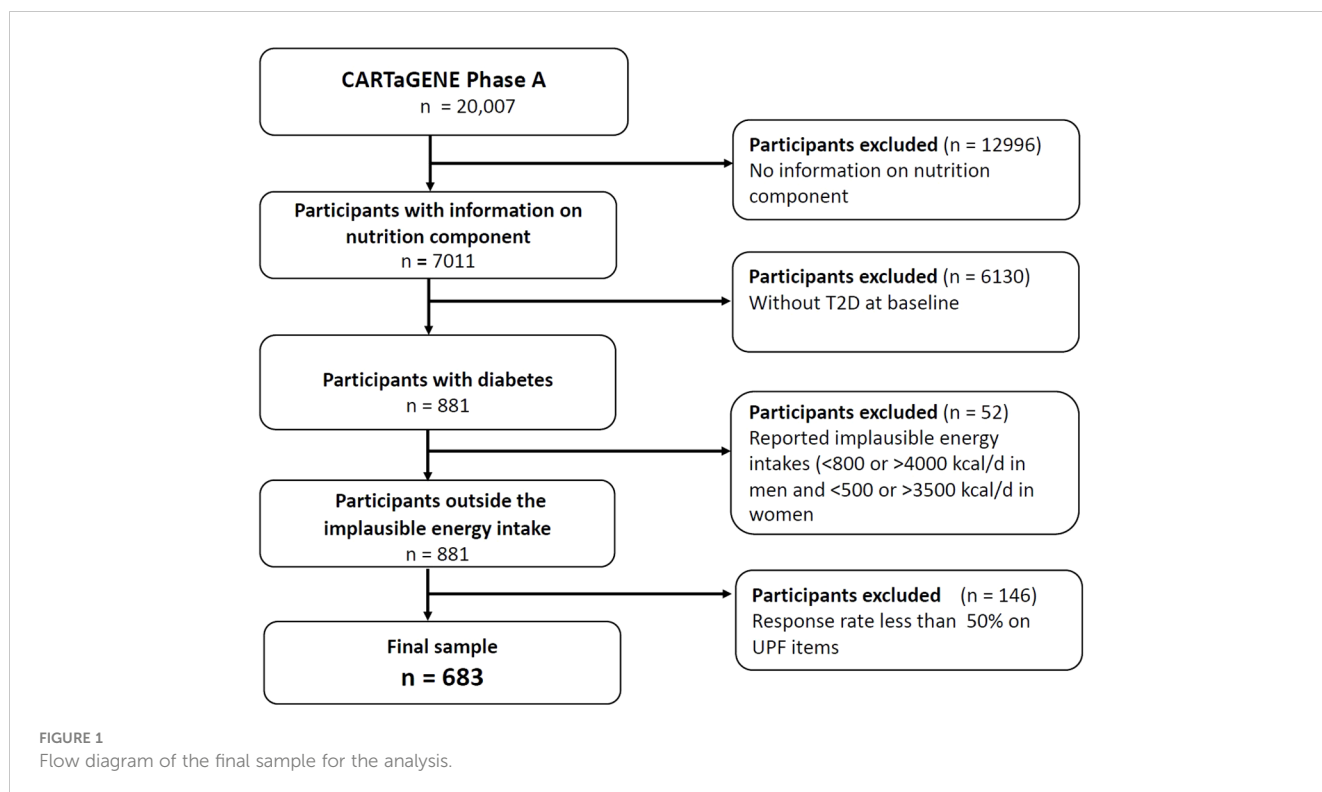 CARTaGENE Phase A
n = 20,007
Participants excluded (n = 12996)
No information on nutrition
component
Participants with information on
nutrition component
n = 7011
Participants excluded (n = 6130)
Without T2D at baseline
Participants with diabetes
n = 881
Participants excluded (n = 52)
Reported implausible energy
intakes (<800 or >4000 kcal/d in
men and <500 or >3500 kcal/d in
women
Participants outside the
implausible energy intake
n = 881
Participants excluded (n = 146)
Response rate less than 50% on
UPF items
Final sample
n = 683
FIGURE 1
Flow diagram of the final sample for the analysis.